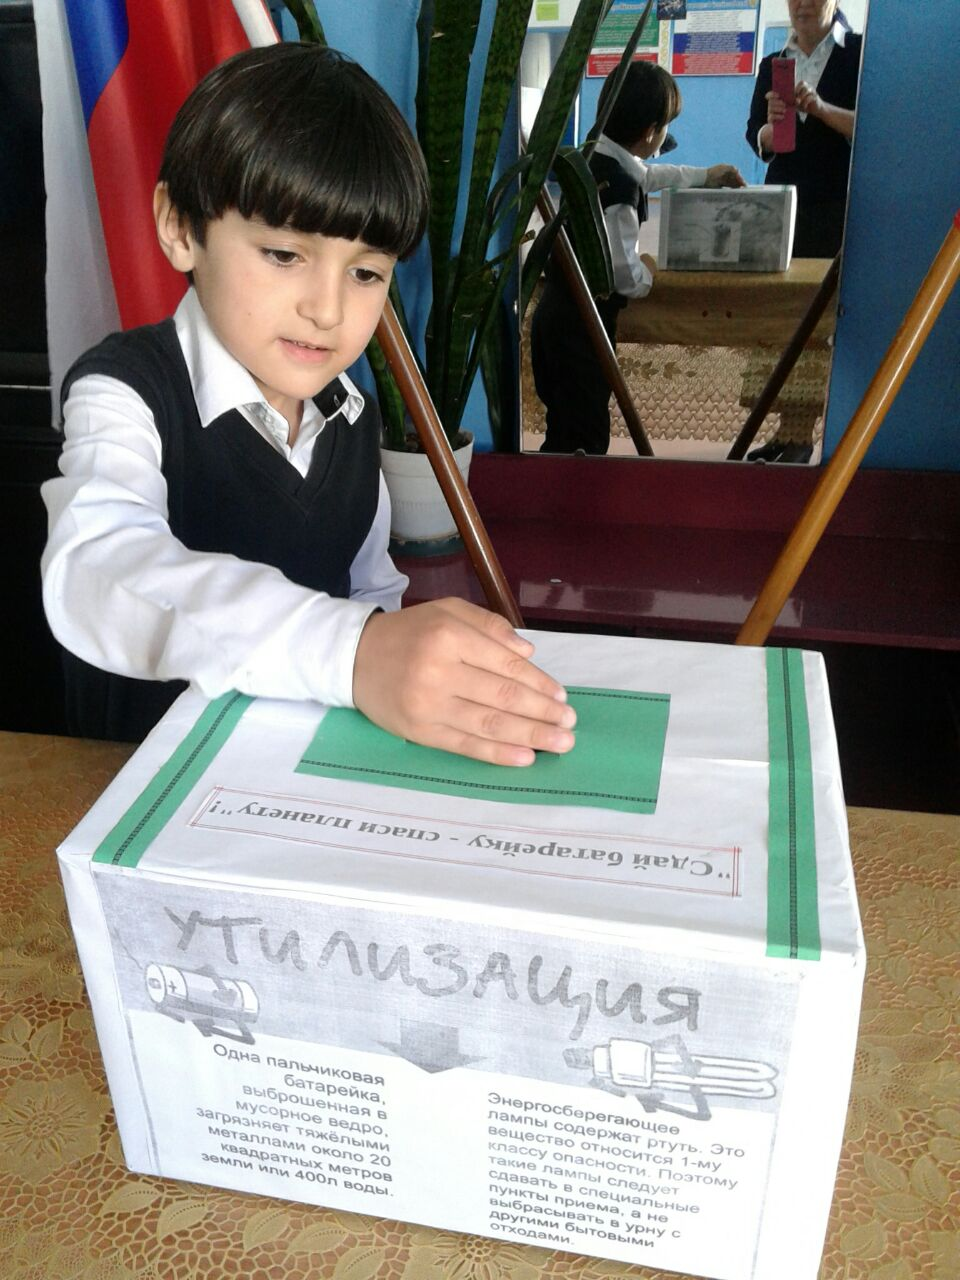 "Сдай батарейку - спаси планету"!
УТИЛИЗАЦИЯ
Одна пальчиковая
батарейка,
выброшенная в
мусорное ведро,
загрязняет тяжёлыми
металлами около 20
квадратных метров
земли или 400л воды.
Энергосберегающее
лампы содержат ртуть. Это
вещество относится 1-му
классу опасности. Поэтому
такие лампы следует
сдавать в специальные
пункты приема, а не
выбрасывать в урну с
другими бытовыми
отходами.